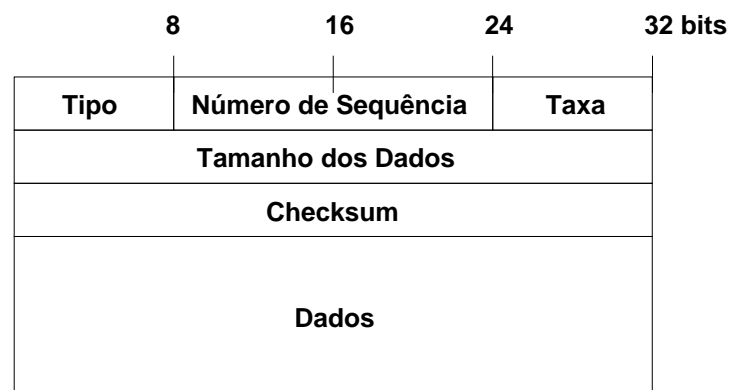 8 16 24 32 bits
Tipo Número de Sequência Taxa
Tamanho dos Dados
Checksum
Dados